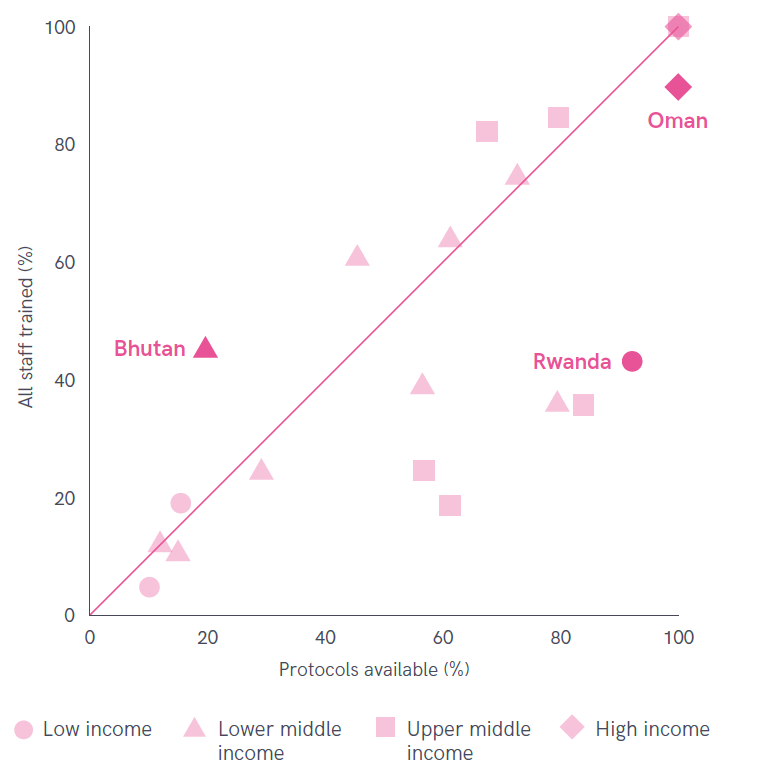 100
Oman
80
60
Bhutan
Rwanda
40
20
0
All staff trained (%)
0 20 40 60 80 100
Protocols available (%)
Low income
Lower middle
income
Upper middle
income
High income